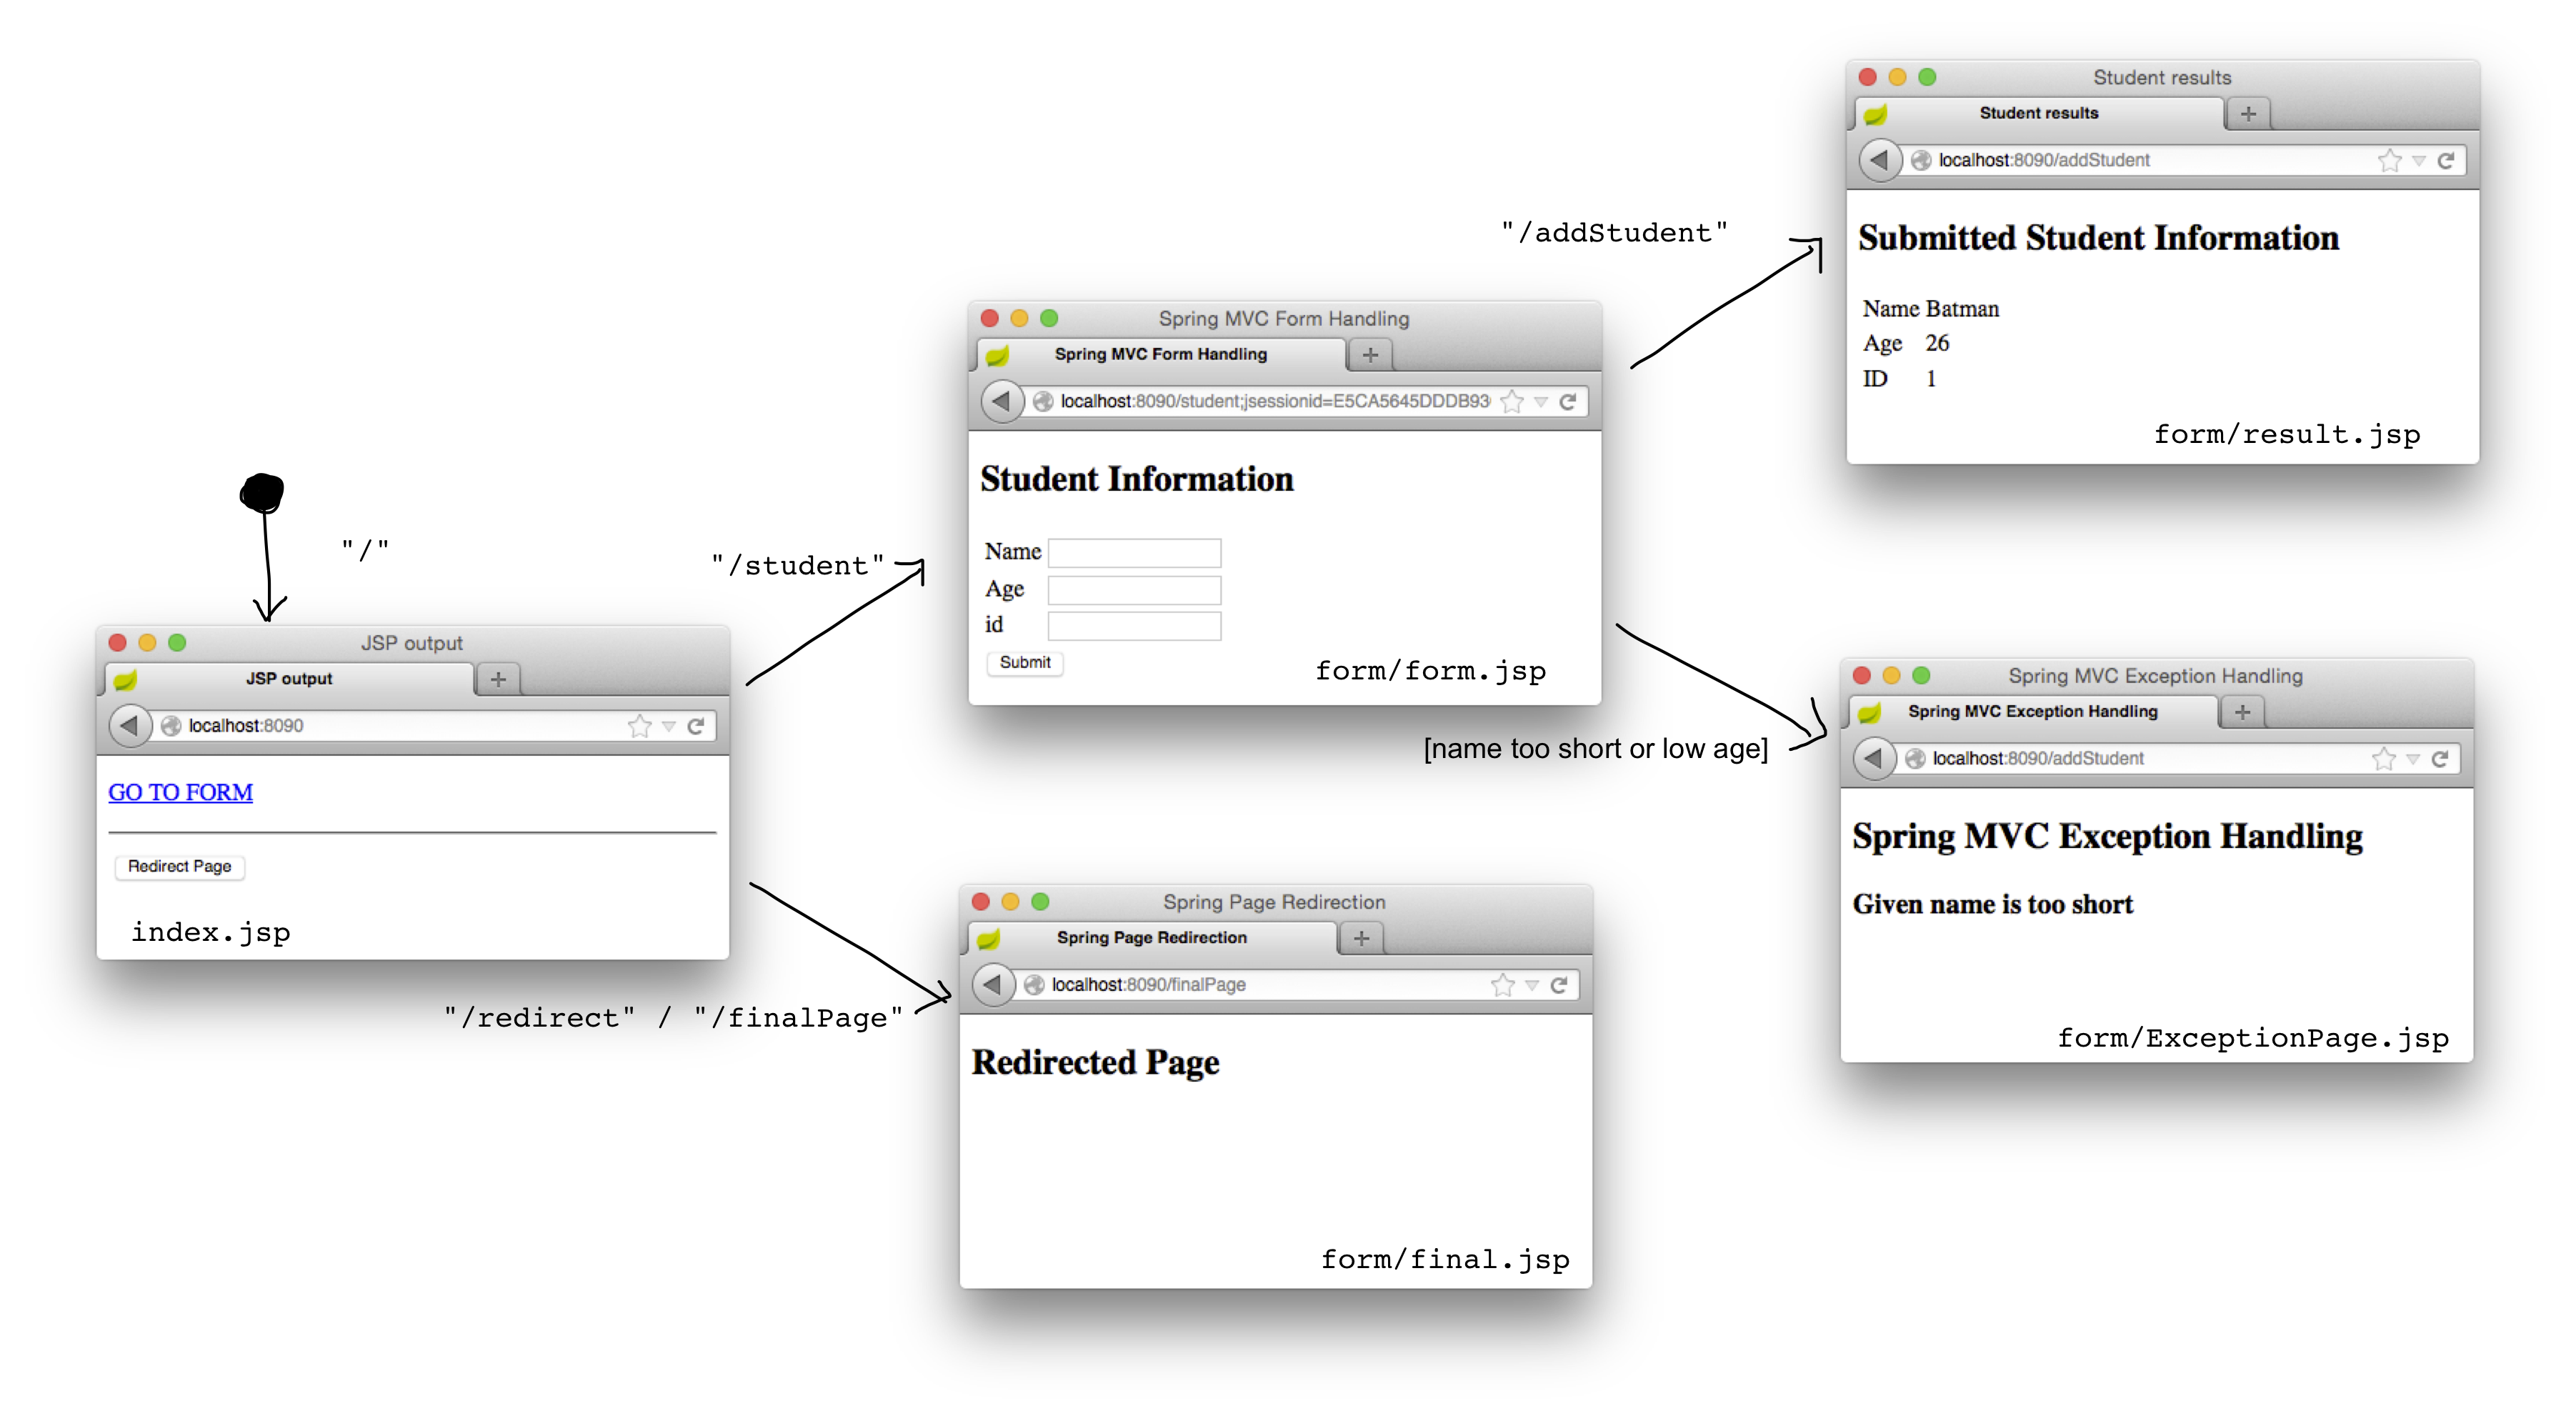 "/"
JSP output
JSP output
localhost:8090
GO TO FORM
Redirect Page
index.jsp
"/student"
Spring MVC Form Handling
Spring MVC Form Handling
localhost:8090/student;jsessionid=E5CA5645DDDB93
Student Information
Name
Age
id
Submit
form/form.jsp
"/redirect" / "/finalPage"
Spring Page Redirection
Spring Page Redirection
localhost:8090/finalPage
Redirected Page
form/final.jsp
"/addStudent"
Student results
Student results
localhost:8090/addStudent
Submitted Student Information
Name Batman
Age 26
ID 1
form/result.jsp
[name too short or low age]
Spring MVC Exception Handling
Spring MVC Exception Handling
localhost:8090/addStudent
Spring MVC Exception Handling
Given name is too short
form/ExceptionPage.jsp